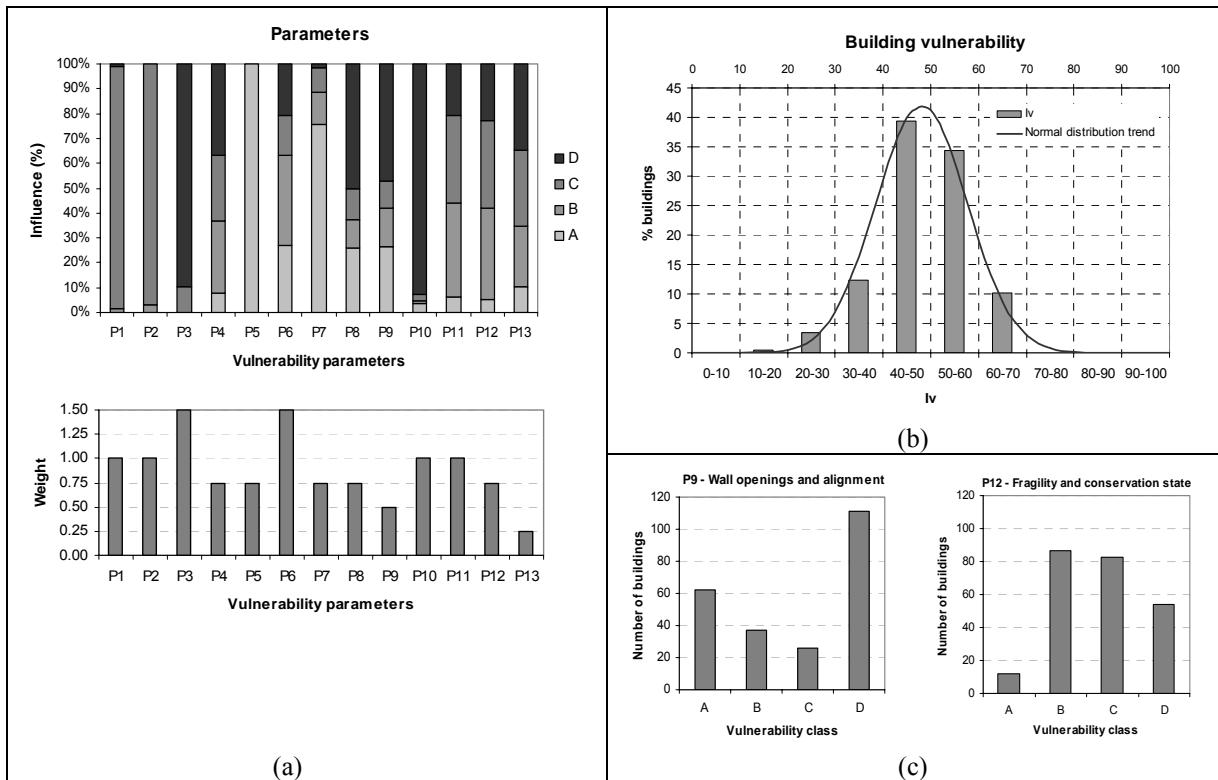 Parameters
100%
90%
80%
70%
60%
50%
40%
30%
20%
10%
0%
Influence (%)
P1 P2 P3 P4 P5 P6 P7 P8 P9 P10 P11 P12 P13
Vulnerability parameters
D
C
B
A
1.50
1.25
1.00
0.75
0.50
0.25
0.00
Weight
P1 P2 P3 P4 P5 P6 P7 P8 P9 P10 P11 P12 P13
Vulnerability parameters
(a)
Building vulnerability
0 10 20 30 40 50 60 70 80 90 100
45
40
35
30
25
20
15
10
5
0
% buildings
Iv
Normal distribution trend
0-10 10-20 20-30 30-40 40-50 50-60 60-70 70-80 80-90 90-100
Iv
(b)
P9 - Wall openings and alignment
120
100
80
60
40
20
0
Number of buildings
A B C D
Vulnerability class
P12 - Fragility and conservation state
120
100
80
60
40
20
0
Number of buildings
A B C D
Vulnerability class
(c)